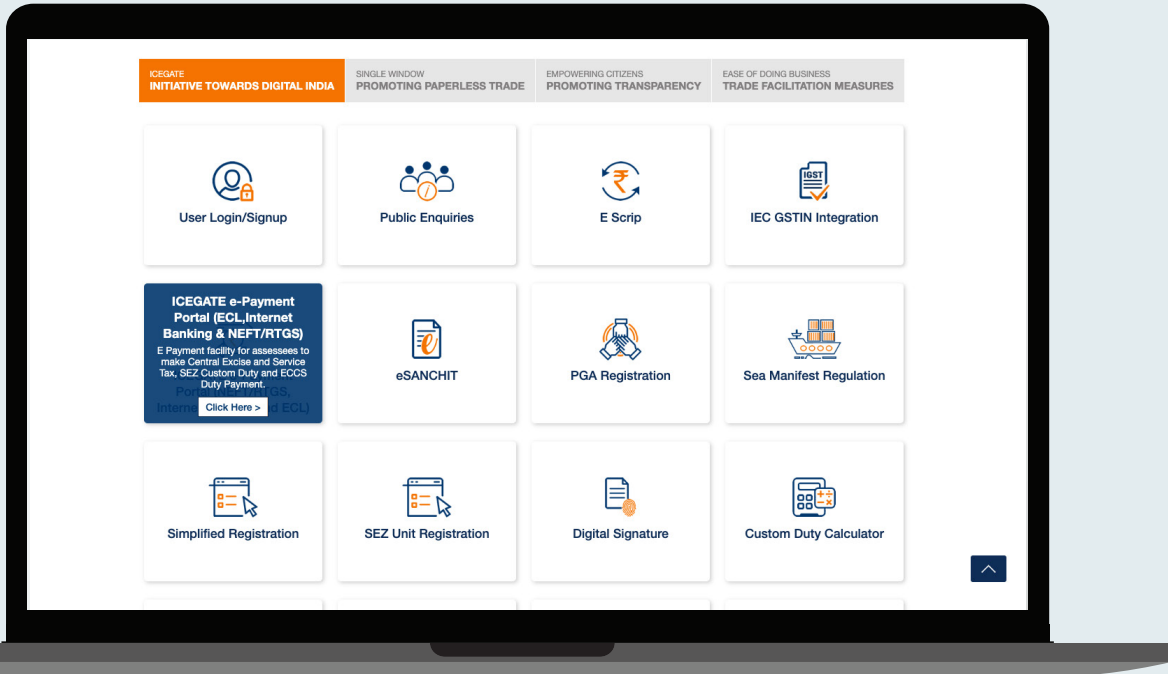 ICEGATE
INITIATIVE TOWARDS DIGITAL INDIA
SINGLE WINDOW
PROMOTING PAPERLESS TRADE
EMPOWERING CITIZENS
PROMOTING TRANSPARENCY
EASE OF DOING BUSINESS
TRADE FACILITATION MEASURES
User Login/Signup
Public Enquiries
₹
E Scrip
IGST
IEC GSTIN Integration
ICEGATE e-Payment
Portal (ECL,Internet
Banking & NEFT/RTGS)
E Payment facility for assessees to
make Central Excise and Service
Tax, SEZ Custom Duty and ECCS
Duty Payment.
Click Here >
e
eSANCHIT
PGA Registration
Sea Manifest Regulation
Simplified Registration
SEZ Unit Registration
Digital Signature
Custom Duty Calculator